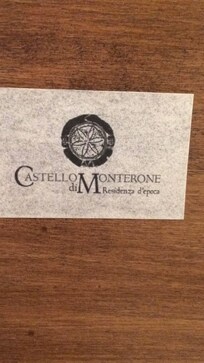 CASTELLO MONTERONE
di Residenza d'epoca